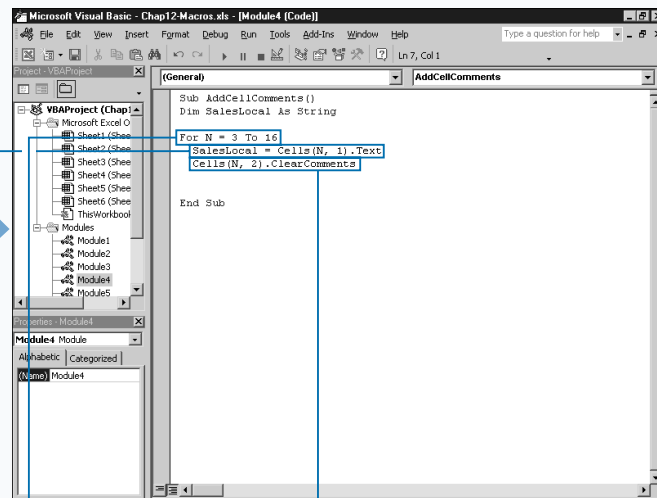 Microsoft Visual Basic - Chap12-Macros.xls - [Module4 (Code)]
File Edit View Insert Format Debug Run Tools Add-Ins Window Help Type a question for help
Ln 7, Col 1
Project - VBAProject
(General) AddCellComments
VBAProject (Chap1
Microsoft Excel O
Sheet1 (Shee
Sheet2 (Shee
Sheet3 (Shee
Sheet4 (Shee
Sheet5 (Shee
Sheet6 (Shee
ThisWorkbook
Modules
Module1
Module2
Module3
Module4
Module5
Sub AddCellComments()
Dim SalesLocal As String
For N = 3 To 16
SalesLocal = Cells(N, 1).Text
Cells(N, 2).ClearComments
End Sub
Properties - Module4
Module4 Module
Alphabetic Categorized
(Name) Module4